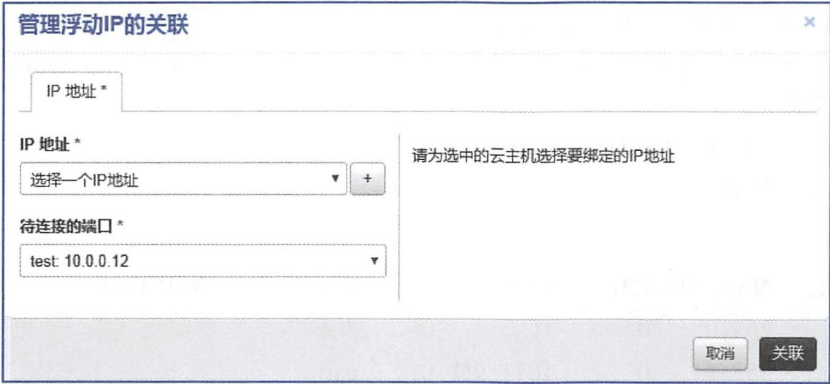 管理浮动IP的关联
×
IP 地址 *
IP 地址 *
选择一个IP地址
+
请为选中的云主机选择要绑定的IP地址
待连接的端口 *
test: 10.0.0.12
取消
关联